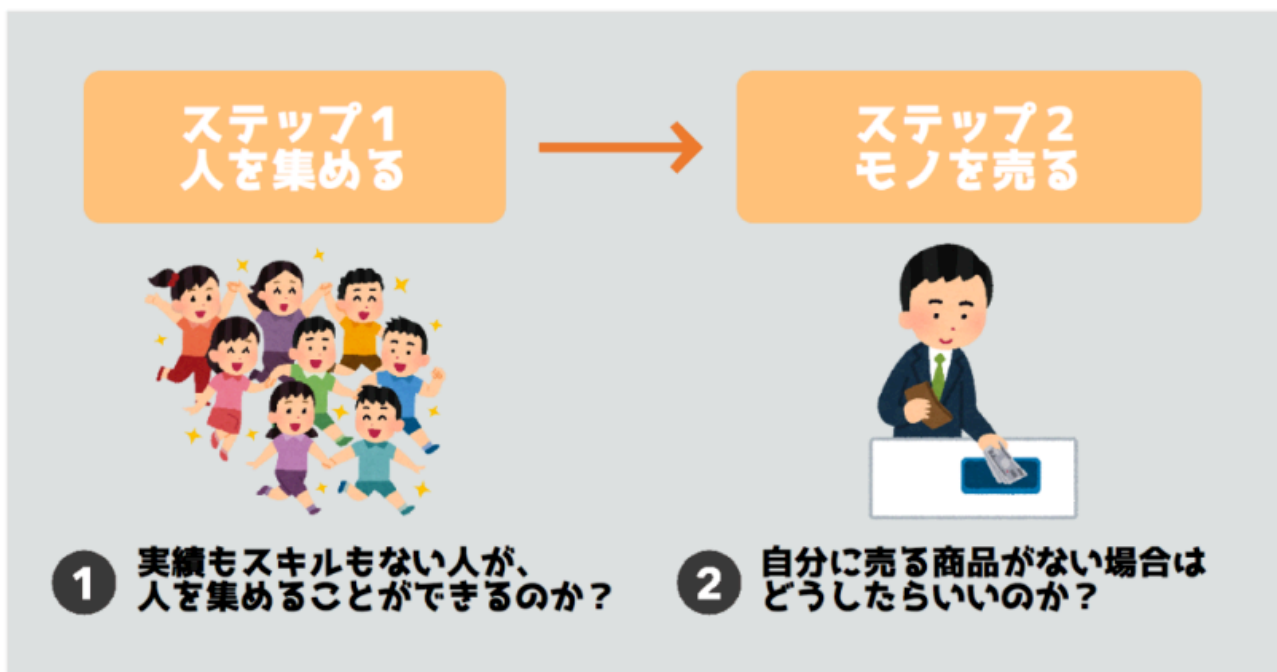 ステップ1
人を集める
ステップ2
モノを売る
1 実績もスキルもない人が、
人を集めることができるのか？
2 自分に売る商品がない場合は
どうしたらいいのか？